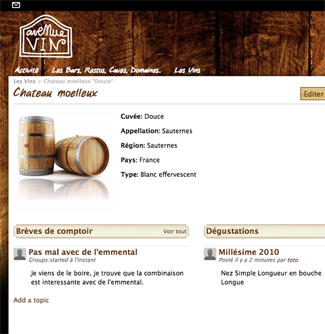 avenue
VIN
Activité Les Bars, Restos, Caves, Domaines.. Les Vins
Les Vins > Chateau moelleux "Douce"
Chateau moelleux
Editer
Cuvée: Douce
Appellation: Sauternes
Région: Sauternes
Pays: France
Type: Blanc effervescent
Brèves de comptoir
Voir tout
Pas mal avec de l'emmental
Groups:started à l'instant
Je viens de le boire, je trouve que la combinaison
est interessante avec de l'emmental.
Add a topic
Dégustations
Millésime 2010
Posté il y a 2 minutes par toto
Nez Simple Longueur en bouche
Longue